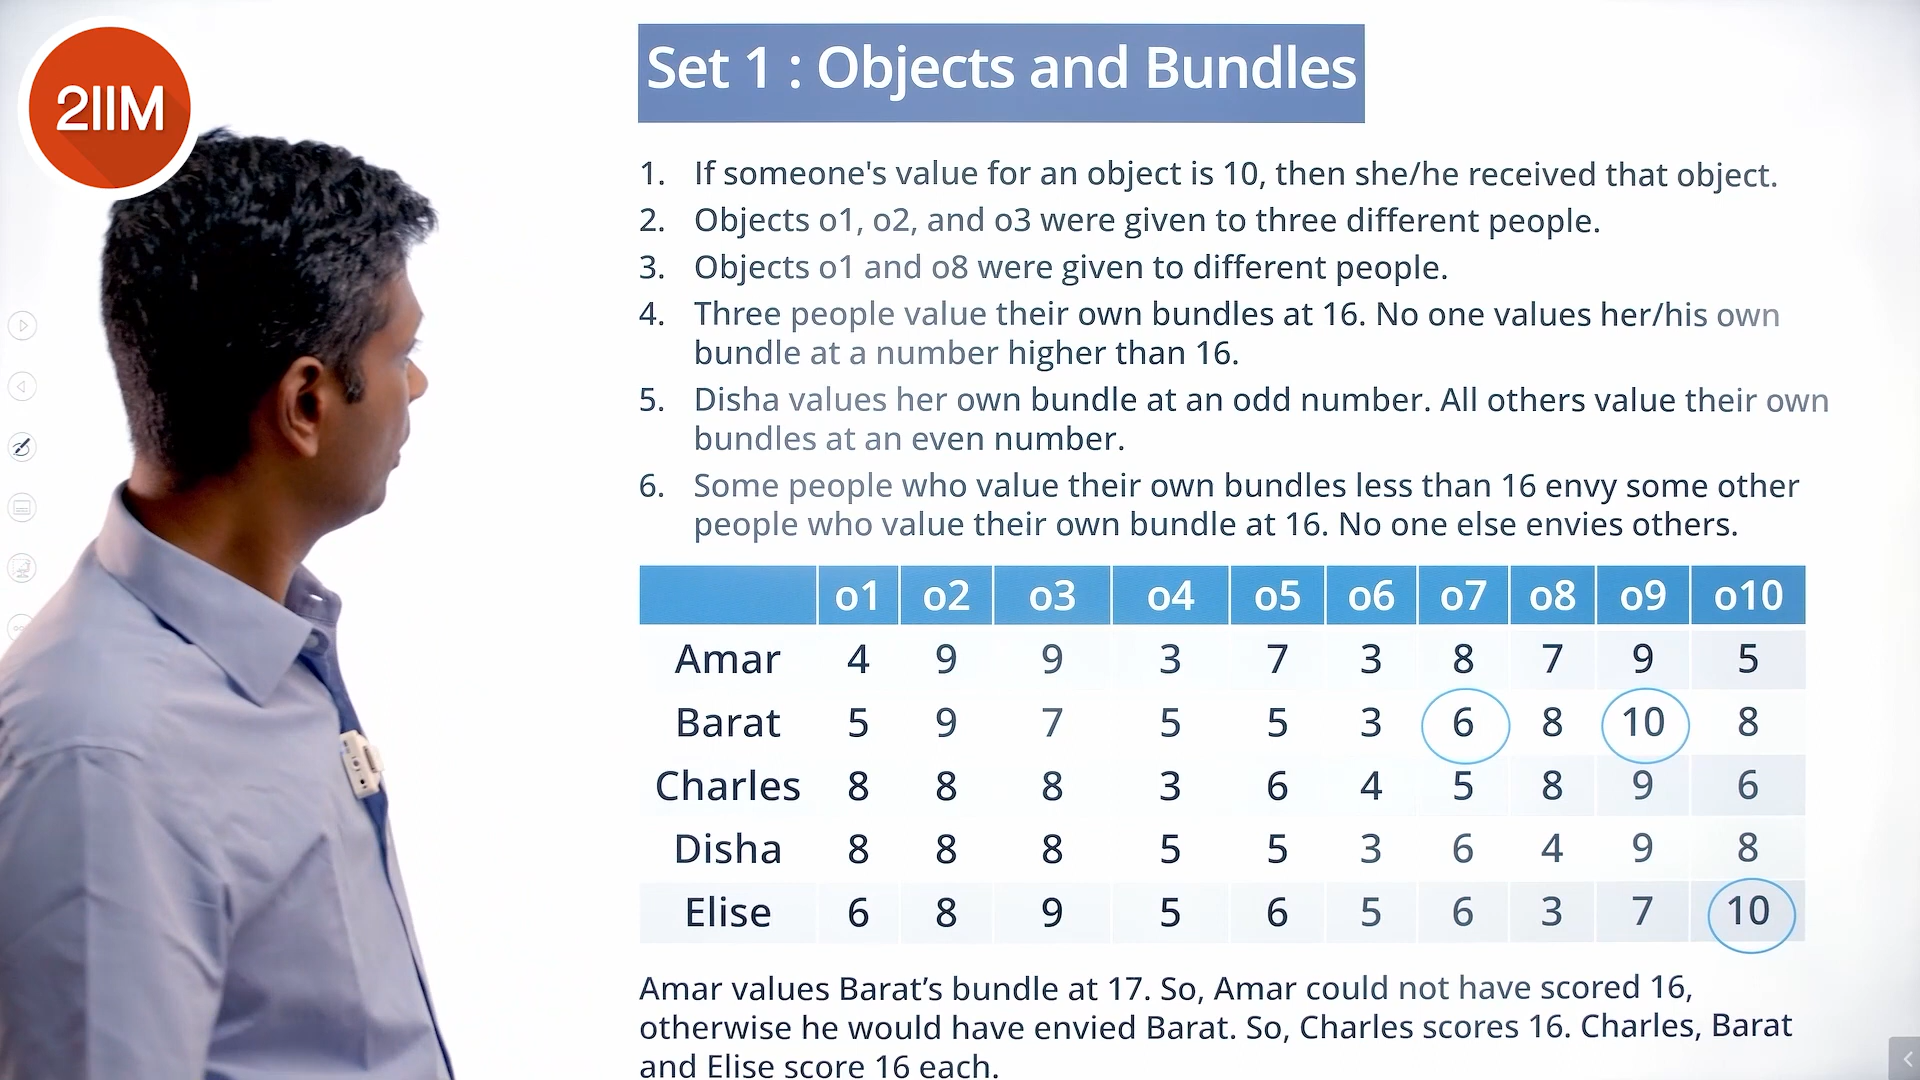 2IIM
Set 1 : Objects and Bundles
1. If someone's value for an object is 10, then she/he received that object.
2. Objects o1, o2, and o3 were given to three different people.
3. Objects o1 and o8 were given to different people.
4. Three people value their own bundles at 16. No one values her/his own
bundle at a number higher than 16.
5. Disha values her own bundle at an odd number. All others value their own
bundles at an even number.
6. Some people who value their own bundles less than 16 envy some other
people who value their own bundle at 16. No one else envies others.
o1 o2 o3 o4 o5 o6 o7 o8 o9 o10
Amar 4 9 9 3 7 3 8 7 9 5
Barat 5 9 7 5 5 3 6 8 10 8
Charles 8 8 8 3 6 4 5 8 9 6
Disha 8 8 8 5 5 3 6 4 9 8
Elise 6 8 9 5 6 5 6 3 7 10
Amar values Barat’s bundle at 17. So, Amar could not have scored 16,
otherwise he would have envied Barat. So, Charles scores 16. Charles, Barat
and Elise score 16 each.